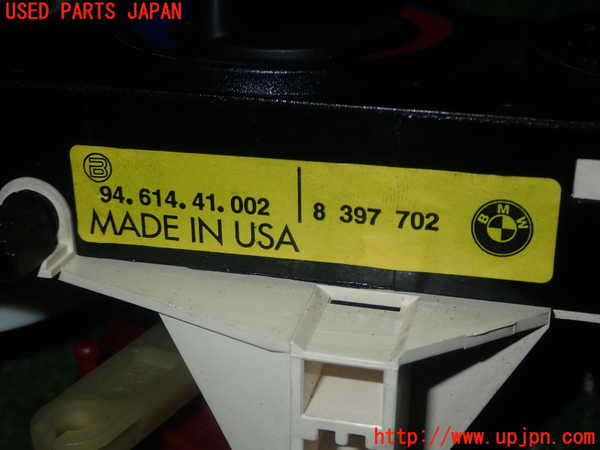 USED PARTS JAPAN
94.614.41.002
8 397 702
MADE IN USA
BMW
http://www.upjpn.com